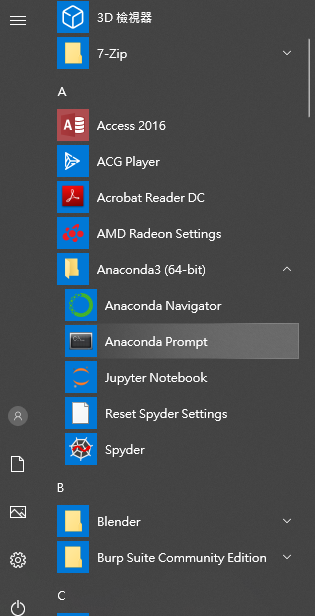 3D 檢視器
7-Zip
A
Access 2016
ACG Player
Acrobat Reader DC
AMD Radeon Settings
Anaconda3 (64-bit)
Anaconda Navigator
Anaconda Prompt
Jupyter Notebook
Reset Spyder Settings
Spyder
B
Blender
Burp Suite Community Edition
C